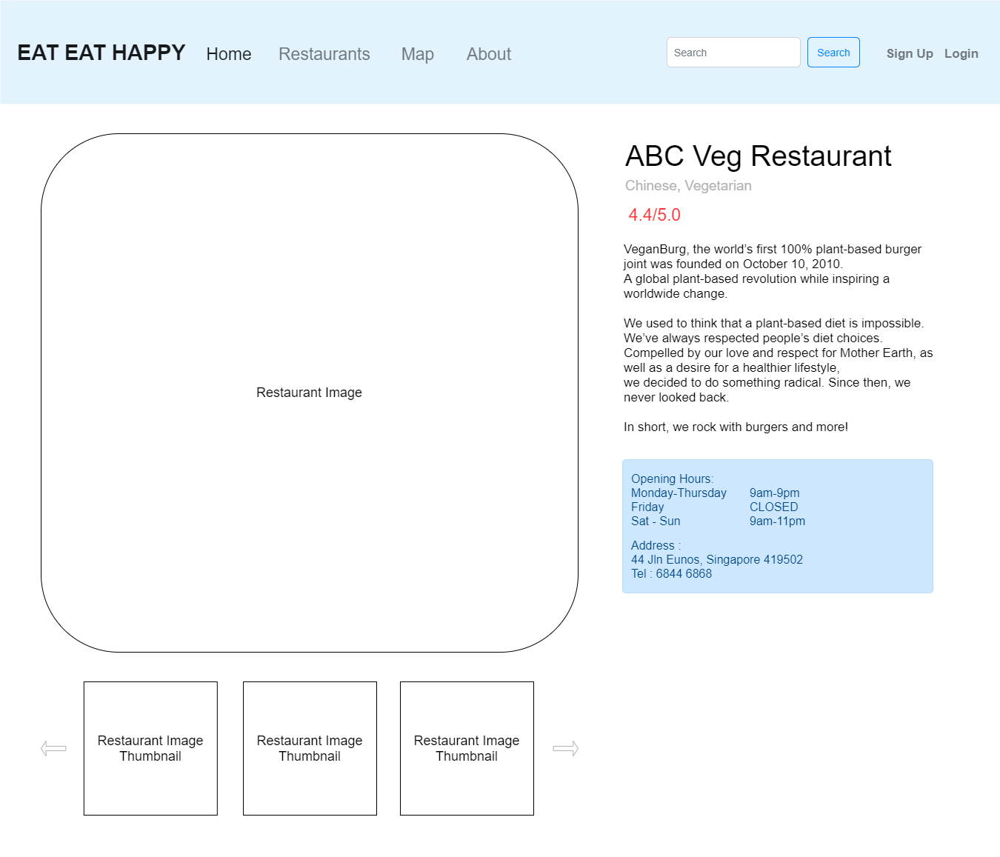 EAT EAT HAPPY Home Restaurants Map About Search Search Sign Up Login
Restaurant Image
Restaurant Image
Thumbnail
Restaurant Image
Thumbnail
Restaurant Image
Thumbnail
ABC Veg Restaurant
Chinese, Vegetarian
4.4/5.0
VeganBurg, the world’s first 100% plant-based burger
joint was founded on October 10, 2010.
A global plant-based revolution while inspiring a
worldwide change.
We used to think that a plant-based diet is impossible.
We’ve always respected people’s diet choices.
Compelled by our love and respect for Mother Earth, as
well as a desire for a healthier lifestyle,
we decided to do something radical. Since then, we
never looked back.
In short, we rock with burgers and more!
Opening Hours:
Monday-Thursday 9am-9pm
Friday CLOSED
Sat - Sun 9am-11pm
Address :
44 Jln Eunos, Singapore 419502
Tel : 6844 6868